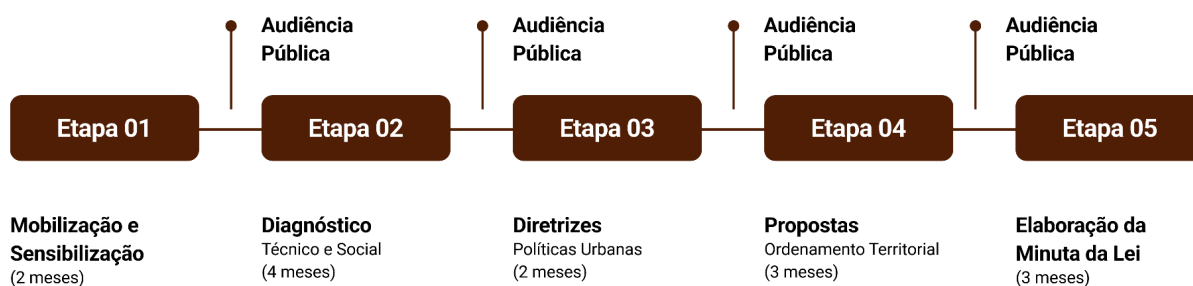 Audiência
Pública
Audiência
Pública
Audiência
Pública
Audiência
Pública
Etapa 01
Etapa 02
Etapa 03
Etapa 04
Etapa 05
Mobilização e
Sensibilização
(2 meses)
Diagnóstico
Técnico e Social
(4 meses)
Diretrizes
Políticas Urbanas
(2 meses)
Propostas
Ordenamento Territorial
(3 meses)
Elaboração da
Minuta da Lei
(3 meses)